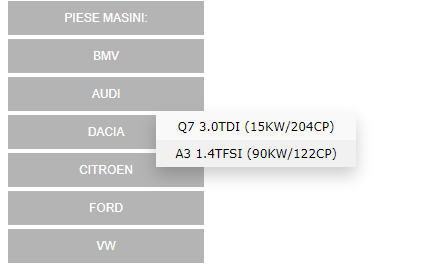 PIESE MASINI:
BMV
AUDI
DACIA
Q7 3.0TDI (15KW/204CP)
A3 1.4TFSI (90KW/122CP)
CITROEN
FORD
VW